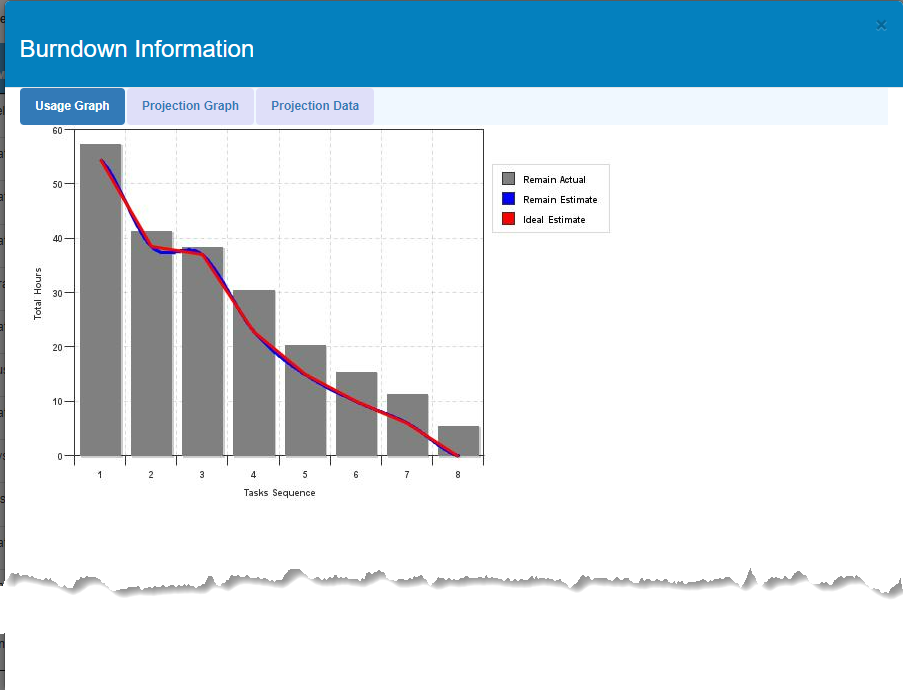 ×
Burndown Information
Usage Graph Projection Graph Projection Data
60
50
40
30
20
10
0
Total Hours
1 2 3 4 5 6 7 8
Tasks Sequence
Remain Actual
Remain Estimate
Ideal Estimate